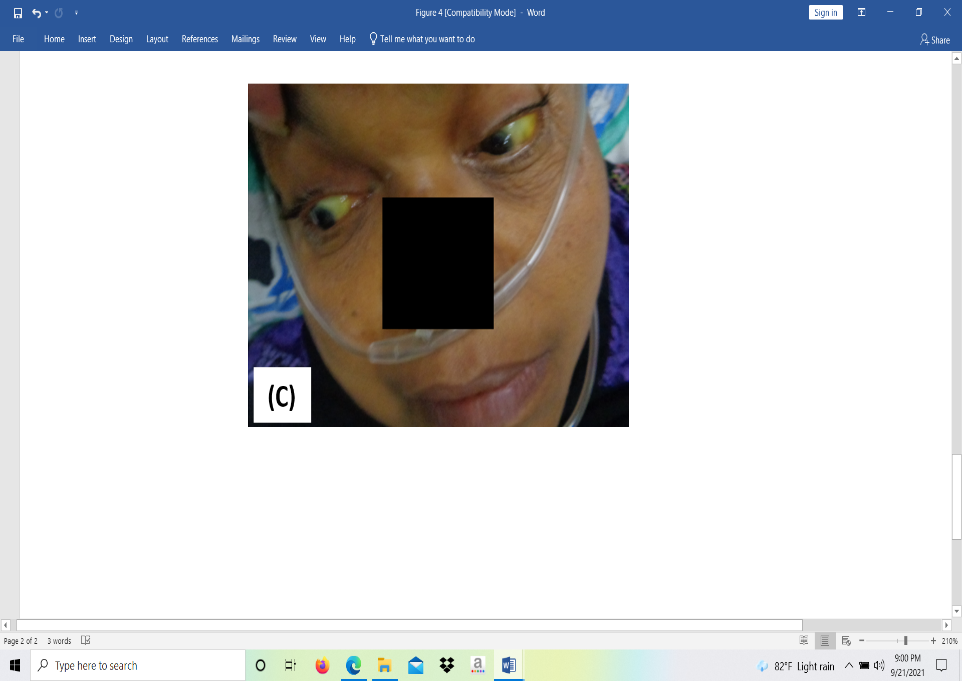 Figure 4 [Compatibility Mode] - Word
Sign in
File Home Insert Design Layout References Mailings Review View Help Tell me what you want to do
Share
(C)
Page 2 of 2 3 words
210%
Type here to search
a
W
82°F Light rain
9:00 PM
9/21/2021